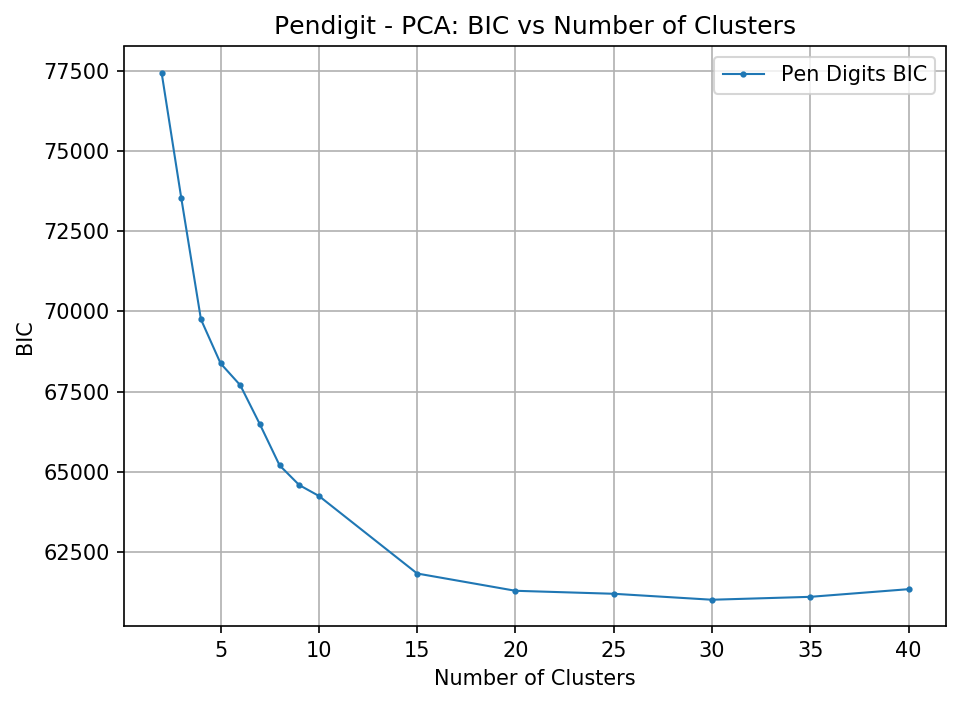 Pendigit - PCA: BIC vs Number of Clusters
Pen Digits BIC
77500
75000
72500
70000
67500
65000
62500
BIC
5 10 15 20 25 30 35 40
Number of Clusters